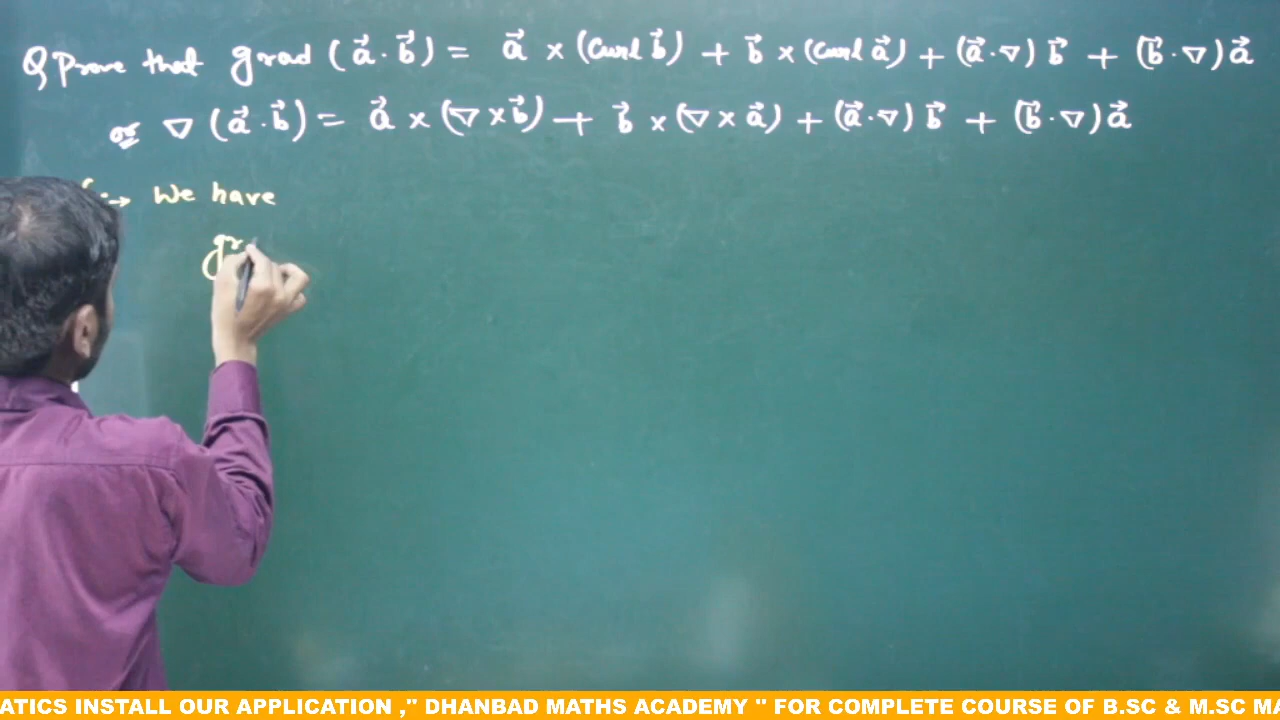 Q Prove that grad (a⃗ · b⃗) = a⃗ × (Curl b⃗) + b⃗ × (Curl a⃗) + (a⃗ · ∇) b⃗ + (b⃗ · ∇) a⃗
or ∇ (a⃗ · b⃗) = a⃗ × (∇ × b⃗) + b⃗ × (∇ × a⃗) + (a⃗ · ∇) b⃗ + (b⃗ · ∇) a⃗
→ We have
gr
ATICS INSTALL OUR APPLICATION ," DHANBAD MATHS ACADEMY " FOR COMPLETE COURSE OF B.SC & M.SC MA